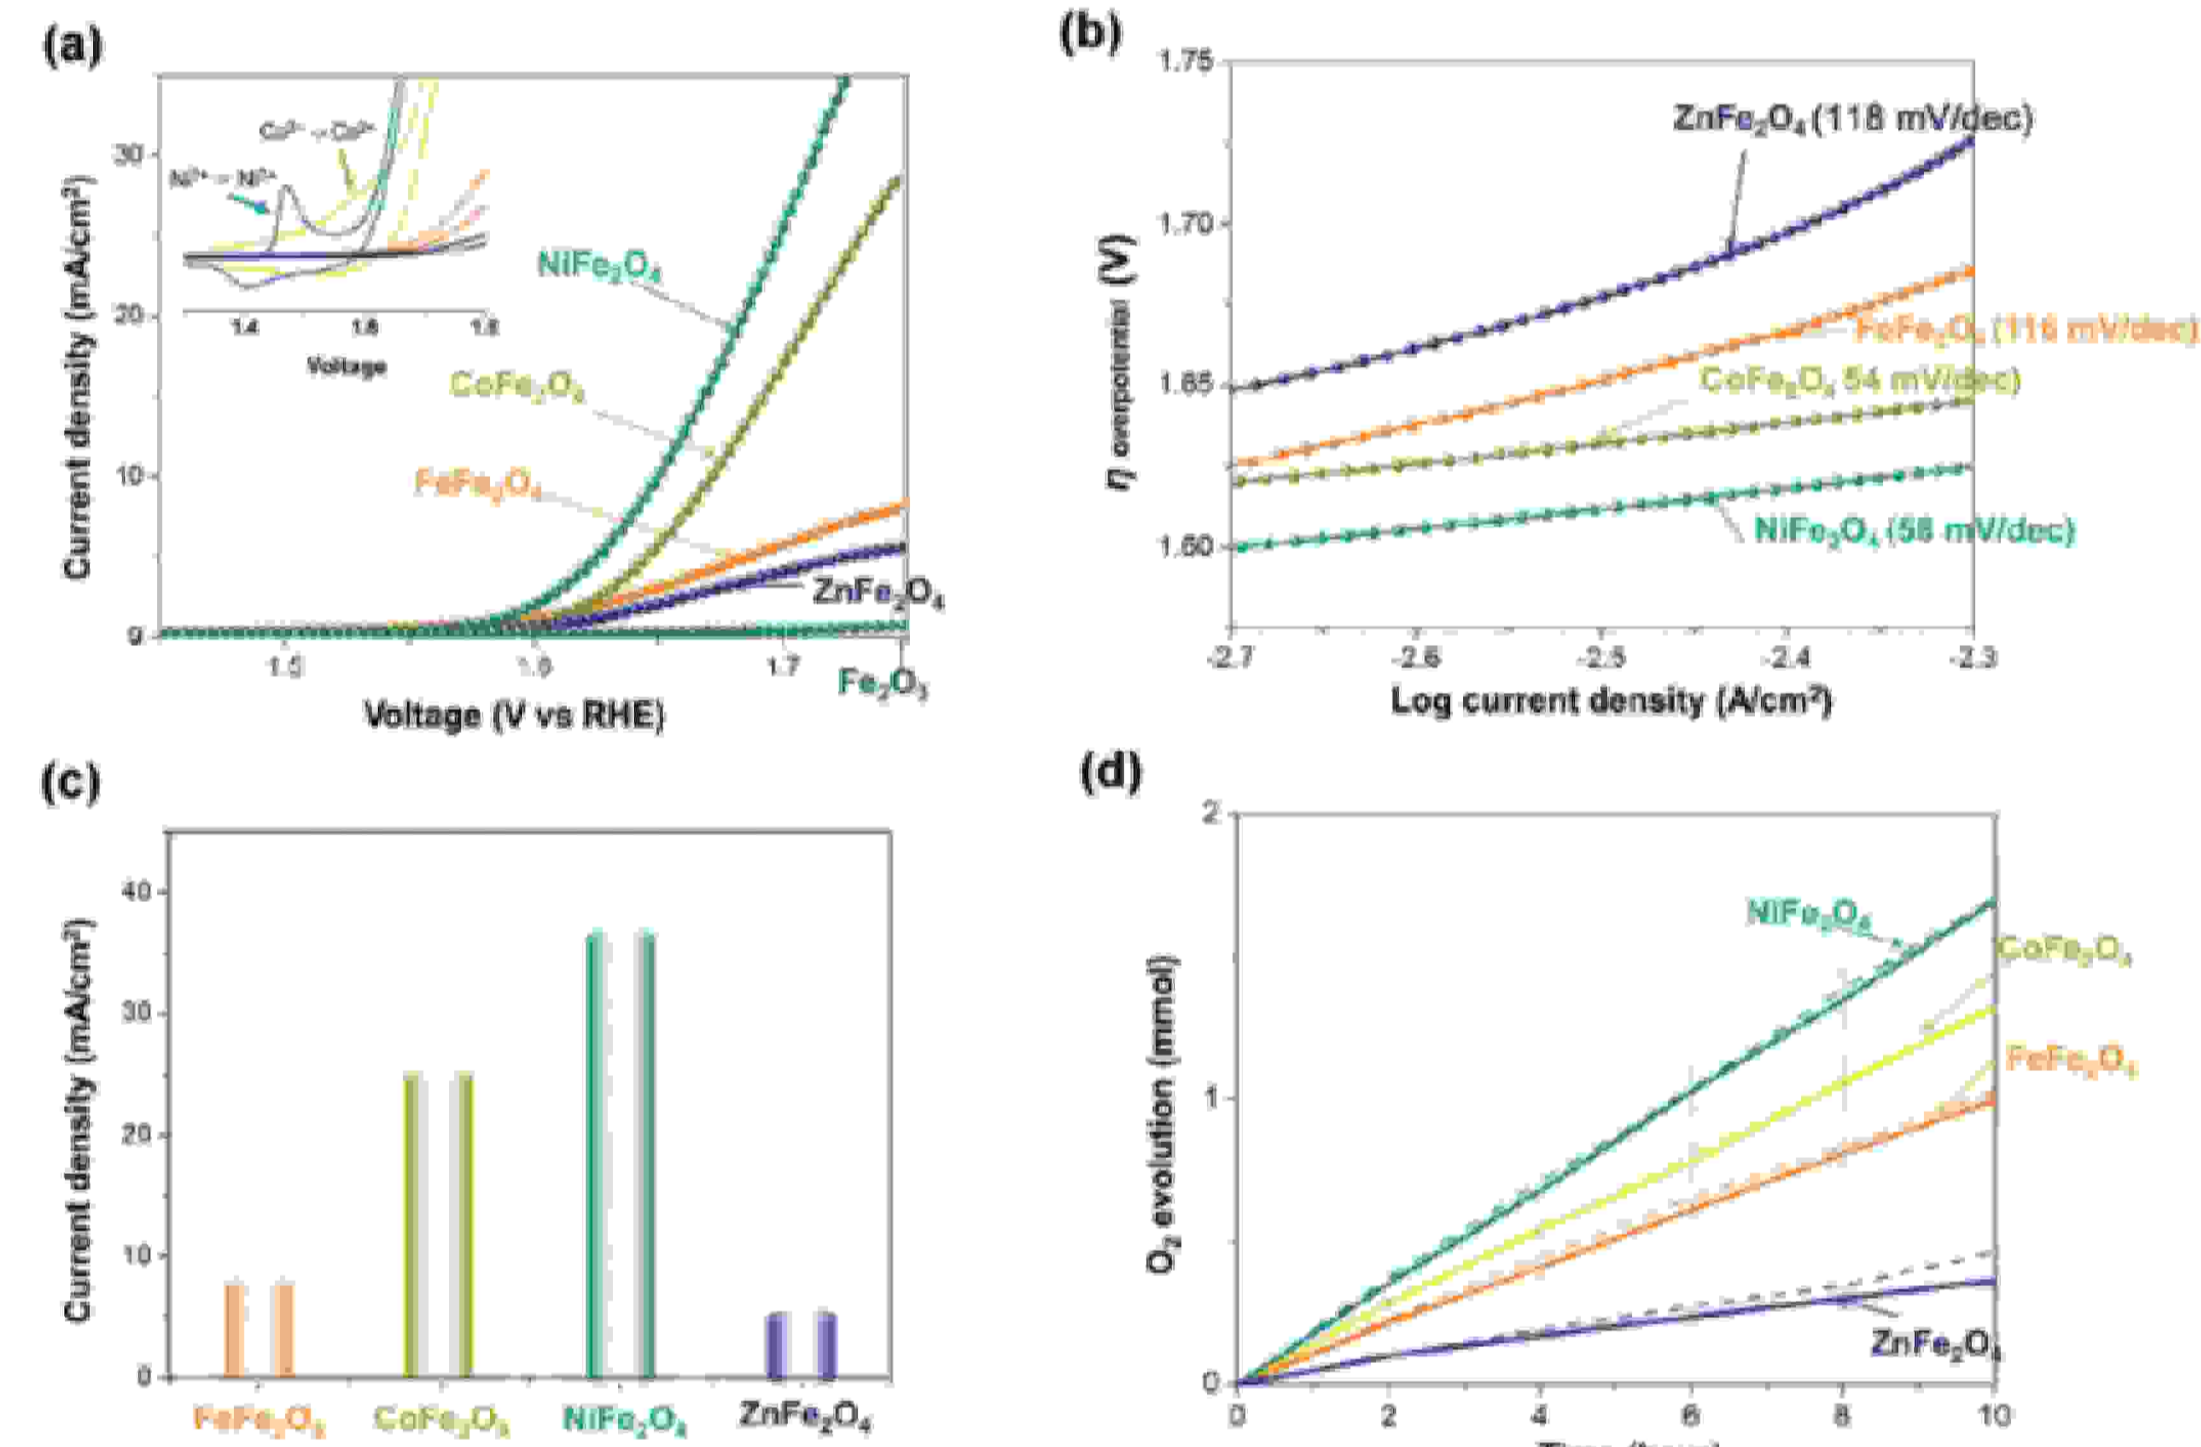 (a)
30
20
10
0
Current density (mA/cm²)
1.4
1.6
1.8
Voltage
NiFe₂O₄
CoFe₂O₄
FeFe₂O₄
ZnFe₂O₄
Fe₂O₃
1.5
1.6
1.7
Voltage (V vs RHE)
(b)
1.75
1.70
1.65
1.60
η overpotential (V)
ZnFe₂O₄ (118 mV/dec)
FeFe₂O₄ (116 mV/dec)
CoFe₂O₄ 54 mV/dec)
NiFe₂O₄ (58 mV/dec)
-2.7
-2.6
-2.5
-2.4
-2.3
Log current density (A/cm²)
(c)
40
30
20
10
0
Current density (mA/cm²)
FeFe₂O₄
CoFe₂O₄
NiFe₂O₄
ZnFe₂O₄
(d)
2
1
0
O₂ evolution (mmol)
NiFe₂O₄
CoFe₂O₄
FeFe₂O₄
ZnFe₂O₄
0
2
4
6
8
10